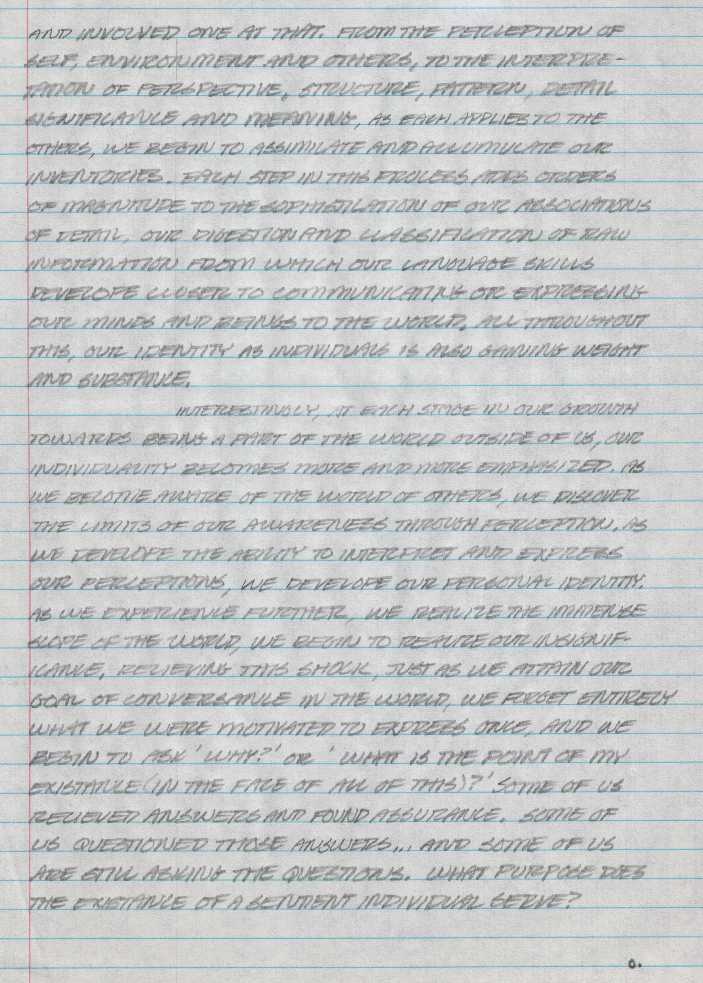 AND INVOLVED ONE AT THAT. FROM THE PERCEPTION OF
SELF, ENVIRONMENT AND OTHERS, TO THE INTERPRE-
TATION OF PERSPECTIVE, STRUCTURE, PATTERN, DETAIL
SIGNIFICANCE AND MEANING, AS EACH APPLIES TO THE
OTHERS, WE BEGIN TO ASSIMILATE AND ACCUMULATE OUR
INVENTORIES. EACH STEP IN THIS PROCESS ADDS ORDERS
OF MAGNITUDE TO THE SOPHISTICATION OF OUR ASSOCIATIONS
OF DETAIL, OUR DIGESTION AND CLASSIFICATION OF RAW
INFORMATION FROM WHICH OUR LANGUAGE SKILLS
DEVELOPE CLOSER TO COMMUNICATING OR EXPRESSING
OUR MINDS AND BEINGS TO THE WORLD. ALL THROUGHOUT
THIS, OUR IDENTITY AS INDIVIDUALS IS ALSO GAINING WEIGHT
AND SUBSTANCE.
INTERESTINGLY, AT EACH STAGE IN OUR GROWTH
TOWARDS BEING A PART OF THE WORLD OUTSIDE OF US, OUR
INDIVIDUALITY BECOMES MORE AND MORE EMPHASIZED. AS
WE BECOME AWARE OF THE WORLD OF OTHERS, WE DISCOVER
THE LIMITS OF OUR AWARENESS THROUGH PERCEPTION. AS
WE DEVELOPE THE ABILITY TO INTERPRET AND EXPRESS
OUR PERCEPTIONS, WE DEVELOPE OUR PERSONAL IDENTITY.
AS WE EXPERIENCE FURTHER, WE REALIZE THE IMMENSE
SCOPE OF THE WORLD, WE BEGIN TO REALIZE OUR INSIGNIF-
ICANCE. RECIEVING THIS SHOCK, JUST AS WE ATTAIN OUR
GOAL OF CONVERSANCE IN THE WORLD, WE FORGET ENTIRELY
WHAT WE WERE MOTIVATED TO EXPRESS ONCE, AND WE
BEGIN TO ASK 'WHY?' OR 'WHAT IS THE POINT OF MY
EXISTANCE (IN THE FACE OF ALL OF THIS)?' SOME OF US
RECIEVED ANSWERS AND FOUND ASSURANCE. SOME OF
US QUESTIONED THOSE ANSWERS... AND SOME OF US
ARE STILL ASKING THE QUESTIONS. WHAT PURPOSE DOES
THE EXISTANCE OF A SENTIENT INDIVIDUAL SERVE?
0.